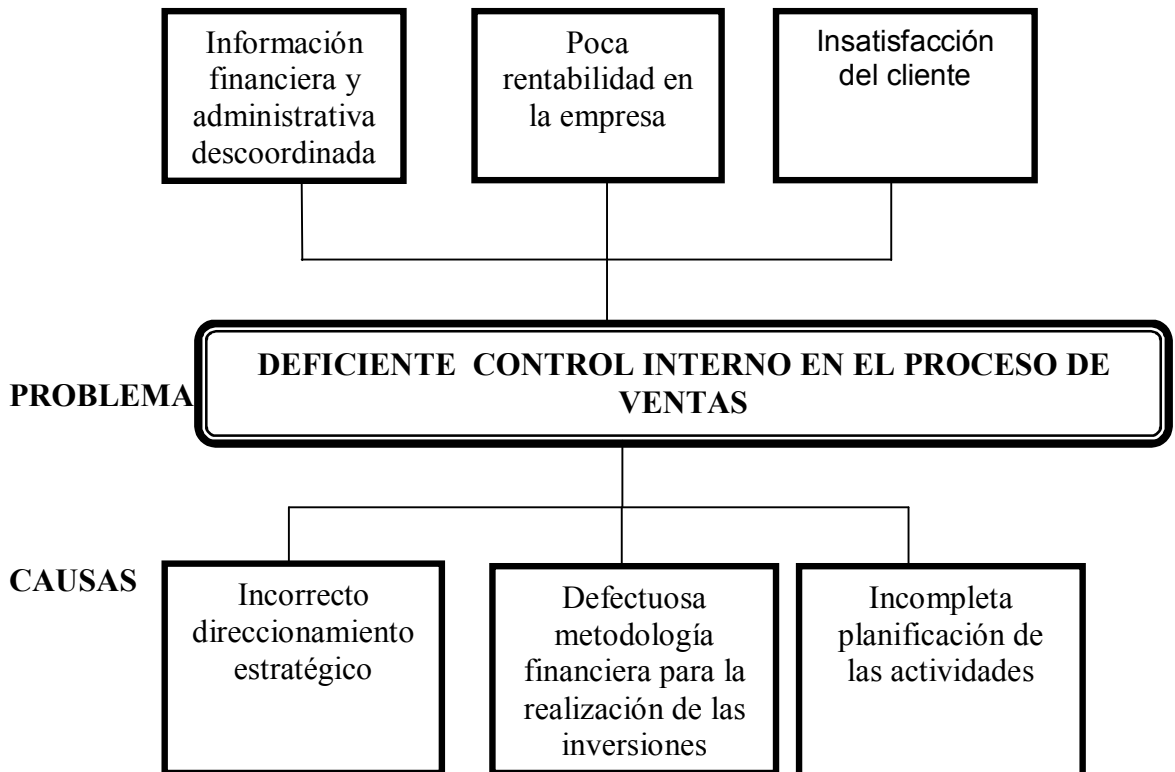 Información
financiera y
administrativa
descoordinada
Poca
rentabilidad en
la empresa
Insatisfacción
del cliente
PROBLEMA
DEFICIENTE  CONTROL INTERNO EN EL PROCESO DE
VENTAS
CAUSAS
Incorrecto
direccionamiento
estratégico
Defectuosa
metodología
financiera para la
realización de las
inversiones
Incompleta
planificación de
las actividades